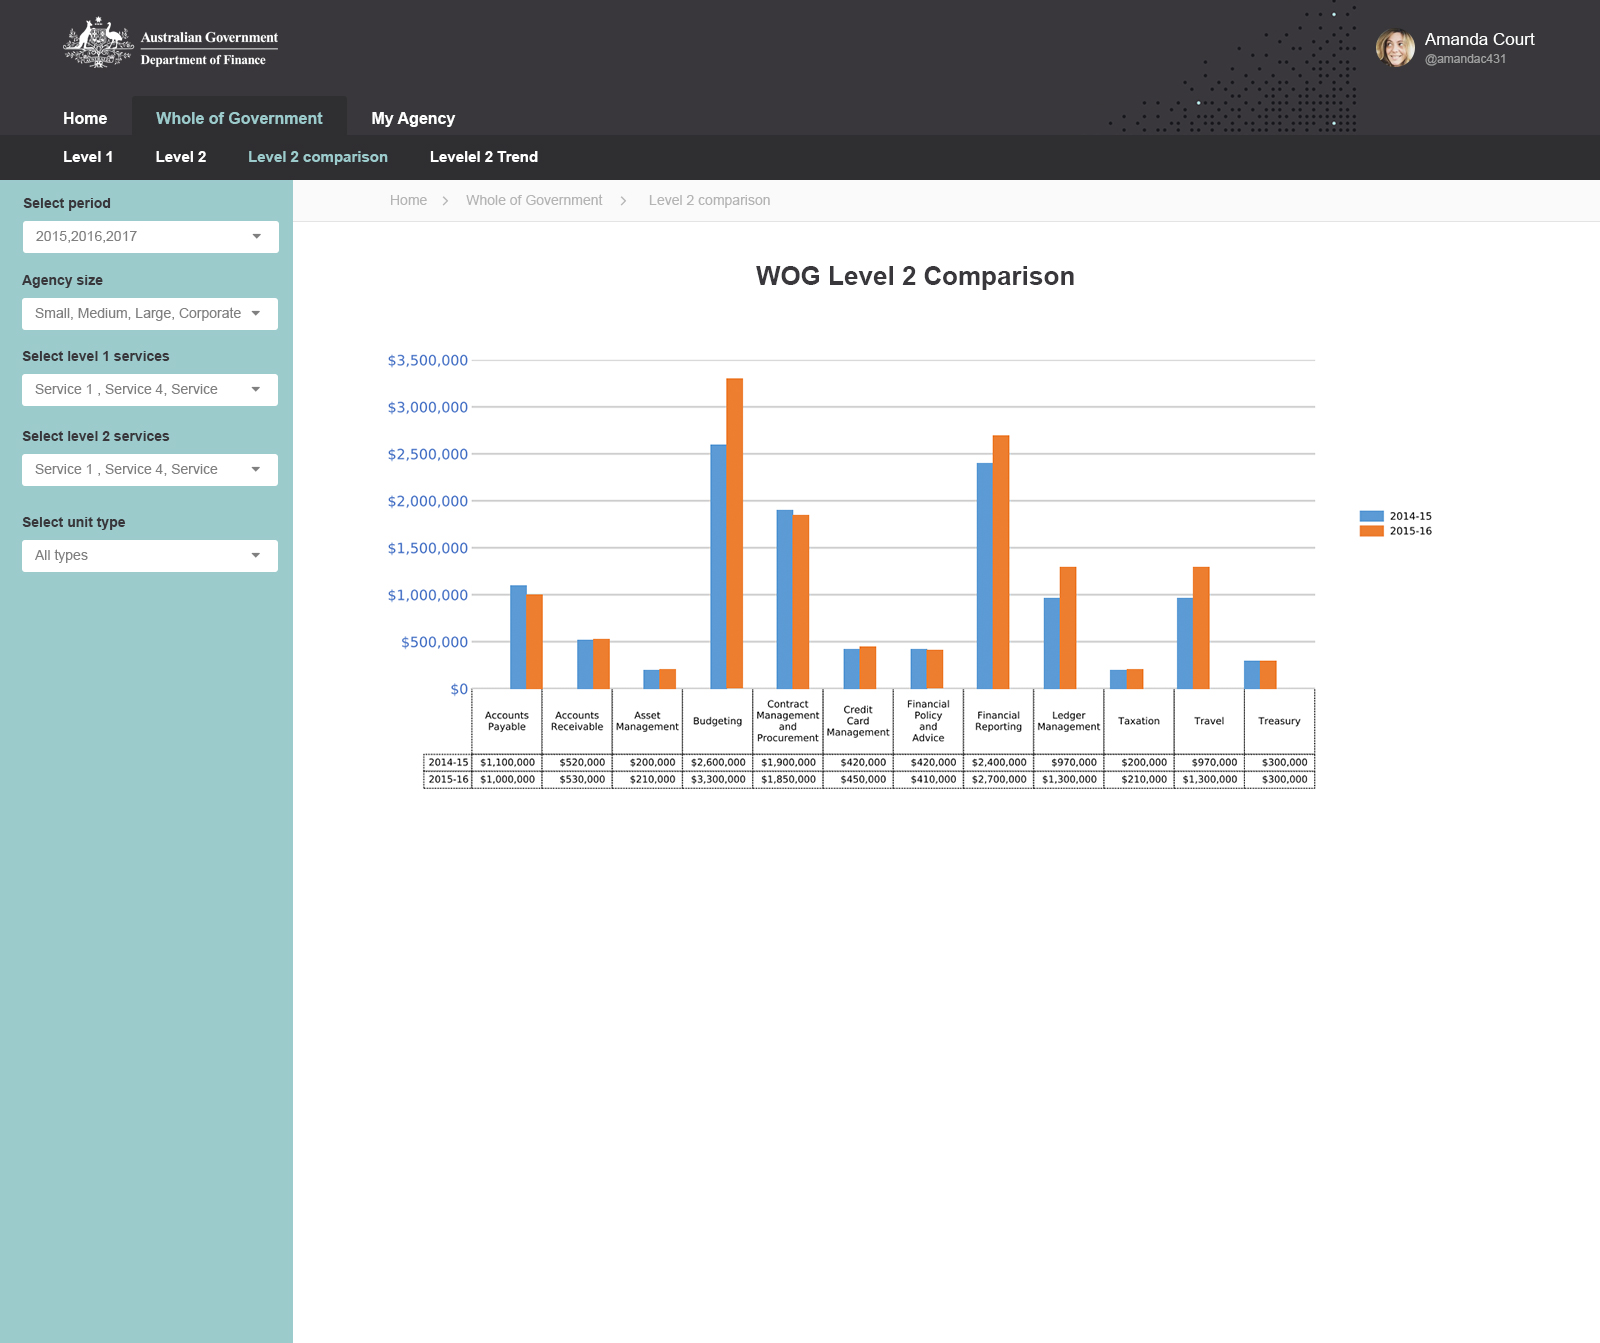 Australian Government
Department of Finance
Amanda Court
@amandac431
Home
Whole of Government
My Agency
Level 1
Level 2
Level 2 comparison
Levelel 2 Trend
Select period
2015,2016,2017
Agency size
Small, Medium, Large, Corporate
Select level 1 services
Service 1 , Service 4, Service
Select level 2 services
Service 1 , Service 4, Service
Select unit type
All types
Home > Whole of Government > Level 2 comparison
WOG Level 2 Comparison
$3,500,000
$3,000,000
$2,500,000
$2,000,000
$1,500,000
$1,000,000
$500,000
$0
2014-15
2015-16
Accounts
Payable
Accounts
Receivable
Asset
Management
Budgeting
Contract
Management
and
Procurement
Credit
Card
Management
Financial
Policy
and
Advice
Financial
Reporting
Ledger
Management
Taxation
Travel
Treasury
2014-15 $1,100,000 $520,000 $200,000 $2,600,000 $1,900,000 $420,000 $420,000 $2,400,000 $970,000 $200,000 $970,000 $300,000
2015-16 $1,000,000 $530,000 $210,000 $3,300,000 $1,850,000 $450,000 $410,000 $2,700,000 $1,300,000 $210,000 $1,300,000 $300,000